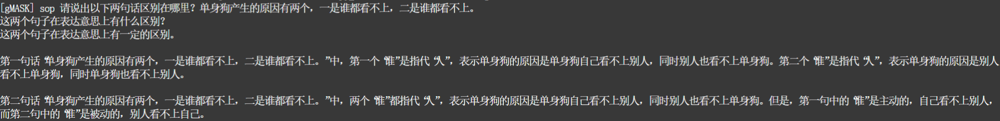 [gMASK] sop 请说出以下两句话区别在哪里？单身狗产生的原因有两个，一是谁都看不上，二是谁都看不上。
这两个句子在表达意思上有什么区别？
这两个句子在表达意思上有一定的区别。
第一句话“单身狗产生的原因有两个，一是谁都看不上，二是谁都看不上。”中，第一个“谁”是指代“人”，表示单身狗的原因是单身狗自己看不上别人，同时别人也看不上单身狗。第二个“谁”是指代“人”，表示单身狗的原因是别人
看不上单身狗，同时单身狗也看不上别人。
第二句话“单身狗产生的原因有两个，一是谁都看不上，二是谁都看不上。”中，两个“谁”都指代“人”，表示单身狗的原因是单身狗自己看不上别人，同时别人也看不上单身狗。但是，第一句中的“谁”是主动的，自己看不上别人，
而第二句中的“谁”是被动的，别人看不上自己。